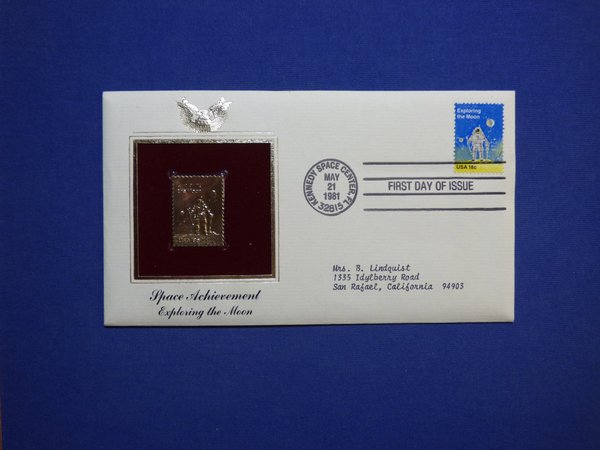 Exploring
the Moon
USA 18c
KENNEDY SPACE CENTER, FL
MAY
21
1981
32815
FIRST DAY OF ISSUE
Mrs. B. Lindquist
1335 Idylberry Road
San Rafael, California 94903
Space Achievement
Exploring the Moon